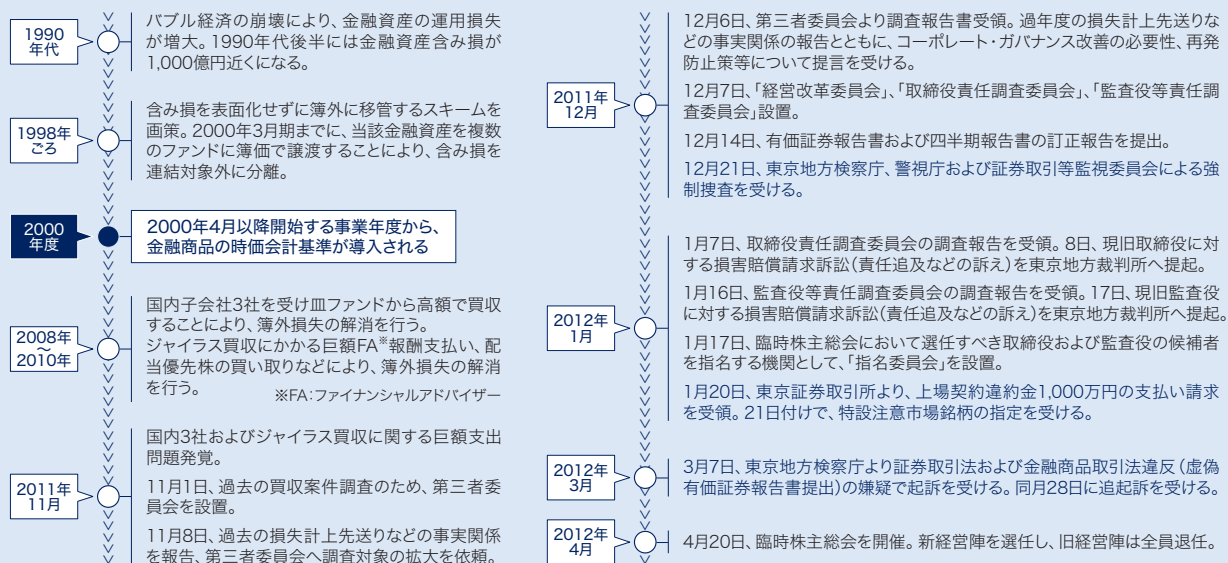 1990
年代
バブル経済の崩壊により、金融資産の運用損失
が増大。1990年代後半には金融資産含み損が
1,000億円近くになる。
1998年
ごろ
含み損を表面化せずに簿外に移管するスキームを
画策。2000年3月期までに、当該金融資産を複数
のファンドに簿価で譲渡することにより、含み損を
連結対象外に分離。
2000
年度
2000年4月以降開始する事業年度から、
金融商品の時価会計基準が導入される
2008年
〜
2010年
国内子会社3社を受け皿ファンドから高額で買収
することにより、簿外損失の解消を行う。
ジャイラス買収にかかる巨額FA※報酬支払い、配
当優先株の買い取りなどにより、簿外損失の解消
を行う。
※FA：ファイナンシャルアドバイザー
2011年
11月
国内3社およびジャイラス買収に関する巨額支出
問題発覚。
11月1日、過去の買収案件調査のため、第三者委
員会を設置。
11月8日、過去の損失計上先送りなどの事実関係
を報告、第三者委員会へ調査対象の拡大を依頼。
2011年
12月
12月6日、第三者委員会より調査報告書受領。過年度の損失計上先送りな
どの事実関係の報告とともに、コーポレート・ガバナンス改善の必要性、再発
防止策等について提言を受ける。
12月7日、「経営改革委員会」、「取締役責任調査委員会」、「監査役等責任調
査委員会」設置。
12月14日、有価証券報告書および四半期報告書の訂正報告を提出。
12月21日、東京地方検察庁、警視庁および証券取引等監視委員会による強
制捜査を受ける。
2012年
1月
1月7日、取締役責任調査委員会の調査報告を受領。8日、現旧取締役に対
する損害賠償請求訴訟（責任追及などの訴え）を東京地方裁判所へ提起。
1月16日、監査役等責任調査委員会の調査報告を受領。17日、現旧監査役
に対する損害賠償請求訴訟（責任追及などの訴え）を東京地方裁判所へ提起。
1月17日、臨時株主総会において選任すべき取締役および監査役の候補者
を指名する機関として、「指名委員会」を設置。
1月20日、東京証券取引所より、上場契約違約金1,000万円の支払い請求
を受領。21日付けで、特設注意市場銘柄の指定を受ける。
2012年
3月
3月7日、東京地方検察庁より証券取引法および金融商品取引法違反（虚偽
有価証券報告書提出）の嫌疑で起訴を受ける。同月28日に追起訴を受ける。
2012年
4月
4月20日、臨時株主総会を開催。新経営陣を選任し、旧経営陣は全員退任。